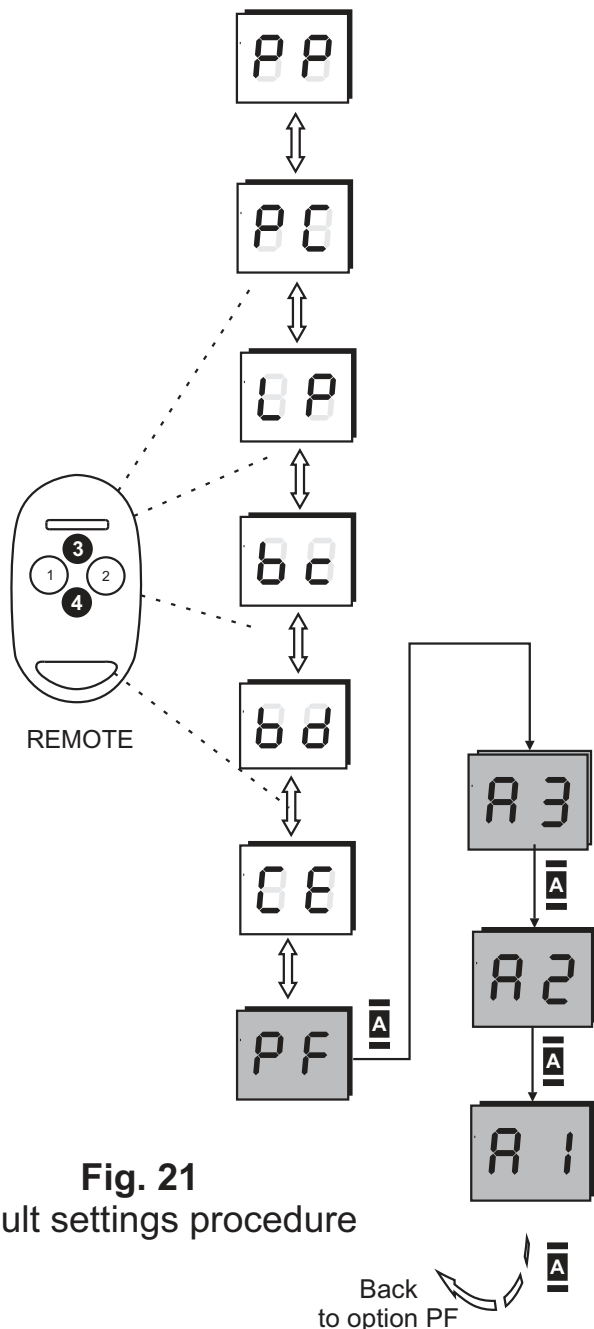 PP
PC
LP
bc
bd
CE
PF
A
3
1
2
4
REMOTE
A3
A
A2
A
A1
A
Back
to option PF
Fig. 21
ult settings procedure